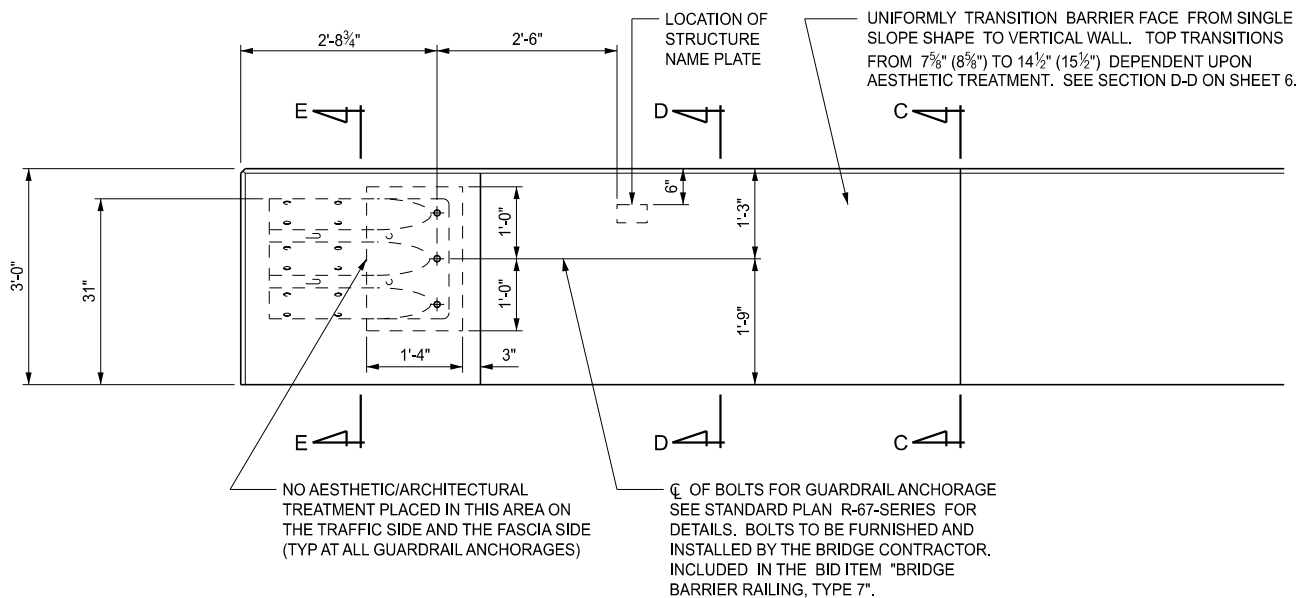 LOCATION OF
STRUCTURE
NAME PLATE
UNIFORMLY TRANSITION BARRIER FACE FROM SINGLE
SLOPE SHAPE TO VERTICAL WALL. TOP TRANSITIONS
FROM 7⅝" (8⅝") TO 14½" (15½") DEPENDENT UPON
AESTHETIC TREATMENT. SEE SECTION D-D ON SHEET 6.
2'-8¾"
2'-6"
E
D
C
6"
1'-0"
1'-3"
3'-0"
31"
1'-0"
1'-9"
1'-4"
3"
E
D
C
NO AESTHETIC/ARCHITECTURAL
TREATMENT PLACED IN THIS AREA ON
THE TRAFFIC SIDE AND THE FASCIA SIDE
(TYP AT ALL GUARDRAIL ANCHORAGES)
℄ OF BOLTS FOR GUARDRAIL ANCHORAGE
SEE STANDARD PLAN R-67-SERIES FOR
DETAILS. BOLTS TO BE FURNISHED AND
INSTALLED BY THE BRIDGE CONTRACTOR.
INCLUDED IN THE BID ITEM "BRIDGE
BARRIER RAILING, TYPE 7".